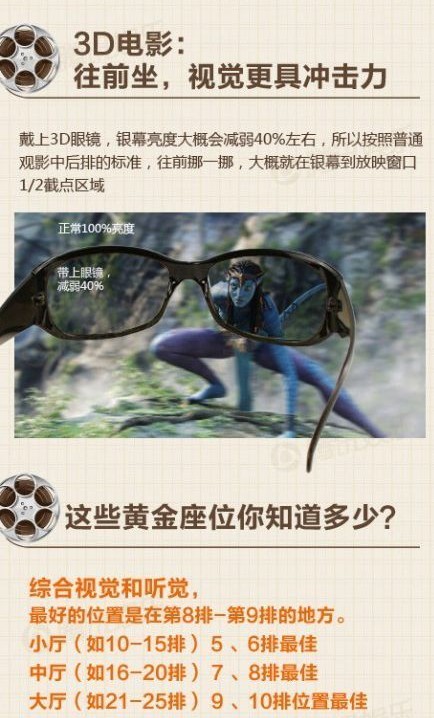 3D电影：
往前坐，视觉更具冲击力
戴上3D眼镜，银幕亮度大概会减弱40%左右，所以按照普通
观影中后排的标准，往前挪一挪，大概就在银幕到放映窗口
1/2截点区域
正常100%亮度
带上眼镜，
减弱40%
这些黄金座位你知道多少？
综合视觉和听觉，
最好的位置是在第8排-第9排的地方。
小厅（如10-15排）5、6排最佳
中厅（如16-20排）7、8排最佳
大厅（如21-25排）9、10排位置最佳